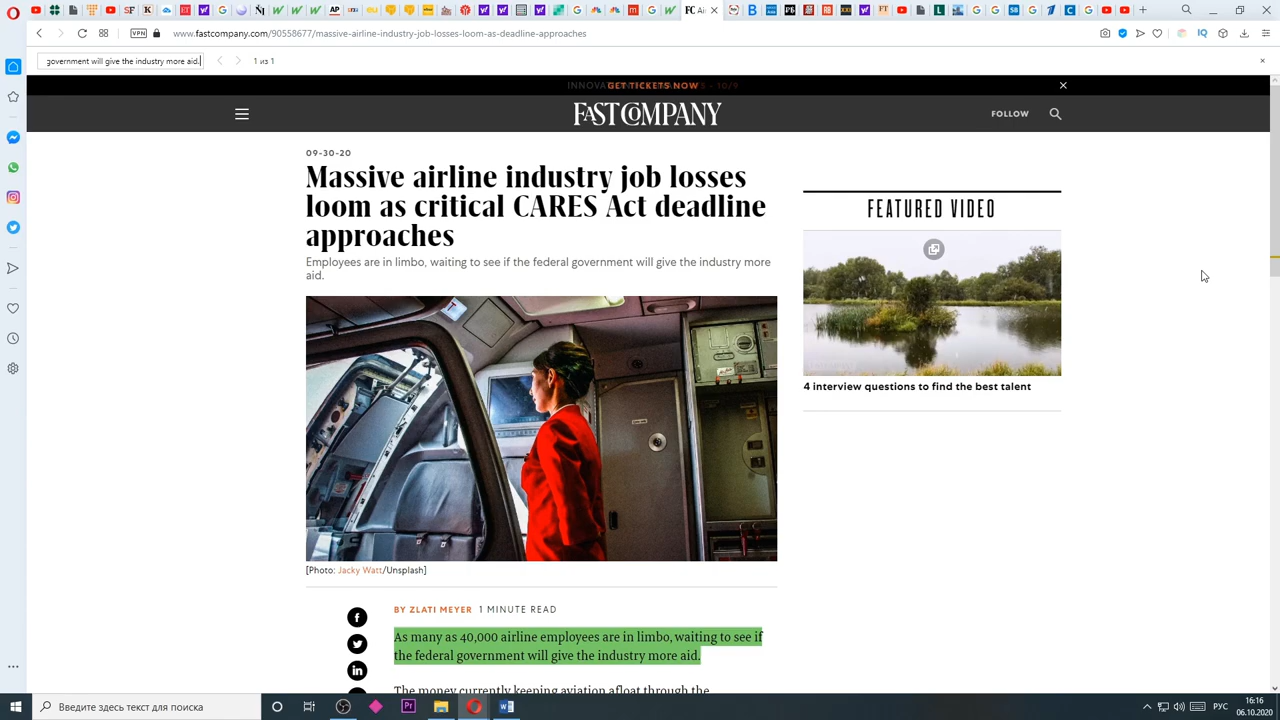 www.fastcompany.com/90558677/massive-airline-industry-job-losses-loom-as-deadline-approaches
VPN
government will give the industry more aid.
1 из 1
GET TICKETS NOW
FAST COMPANY
FOLLOW
09-30-20
Massive airline industry job losses
loom as critical CARES Act deadline
approaches
Employees are in limbo, waiting to see if the federal government will give the industry more
aid.
FEATURED VIDEO
4 interview questions to find the best talent
[Photo: Jacky Watt/Unsplash]
BY ZLATI MEYER 1 MINUTE READ
As many as 40,000 airline employees are in limbo, waiting to see if
the federal government will give the industry more aid.
The money currently keeping aviation afloat through the
Введите здесь текст для поиска
РУС
16:16
06.10.2020